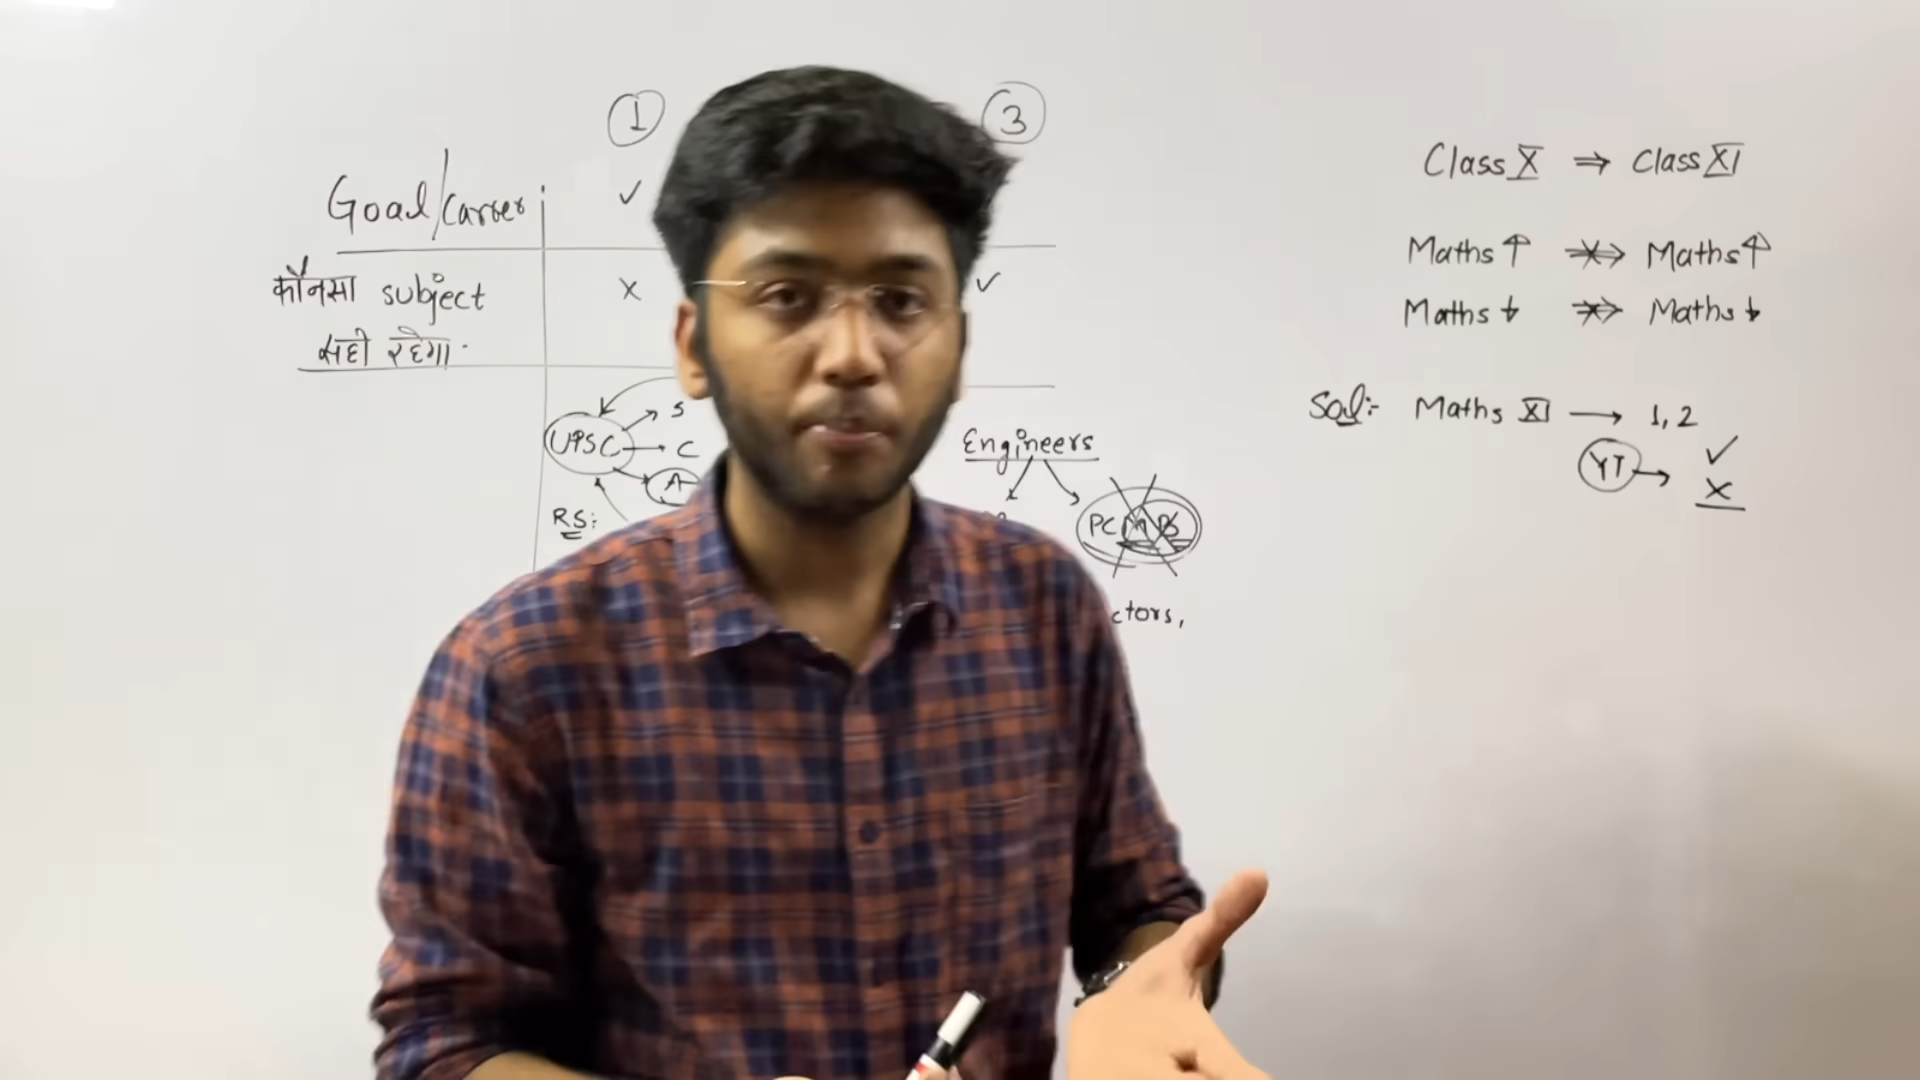 1 3
Goal/Career ✓
कौनसा subject x ✓
सही रहेगा.
UPSC → S
→ C
→ A
RS:
Engineers
PCMB
ctors,
Class X ⇒ Class XI
Maths ↑ ⇏ Maths ↑
Maths ↓ ⇏ Maths ↓
Sol:- Maths XI → 1, 2
YT → ✓
x